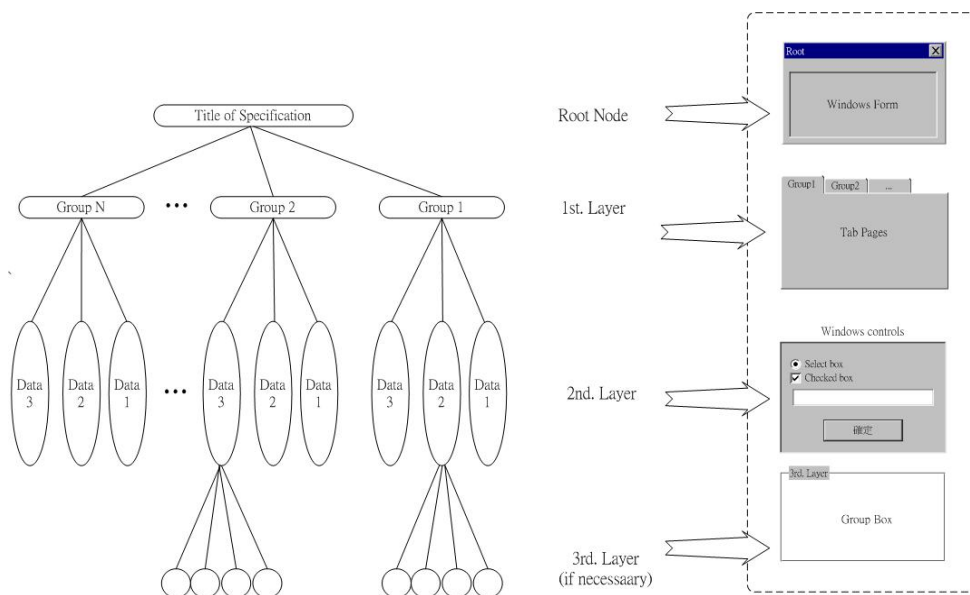 Title of Specification
Group N
•••
Group 2
Group 1
Data
3
Data
2
Data
1
•••
Data
3
Data
2
Data
1
Data
3
Data
2
Data
1
Root Node
1st. Layer
2nd. Layer
3rd. Layer
(if necessaary)
Root
Windows Form
Group1
Group2
...
Tab Pages
Windows controls
Select box
Checked box
確定
3rd. Layer
Group Box